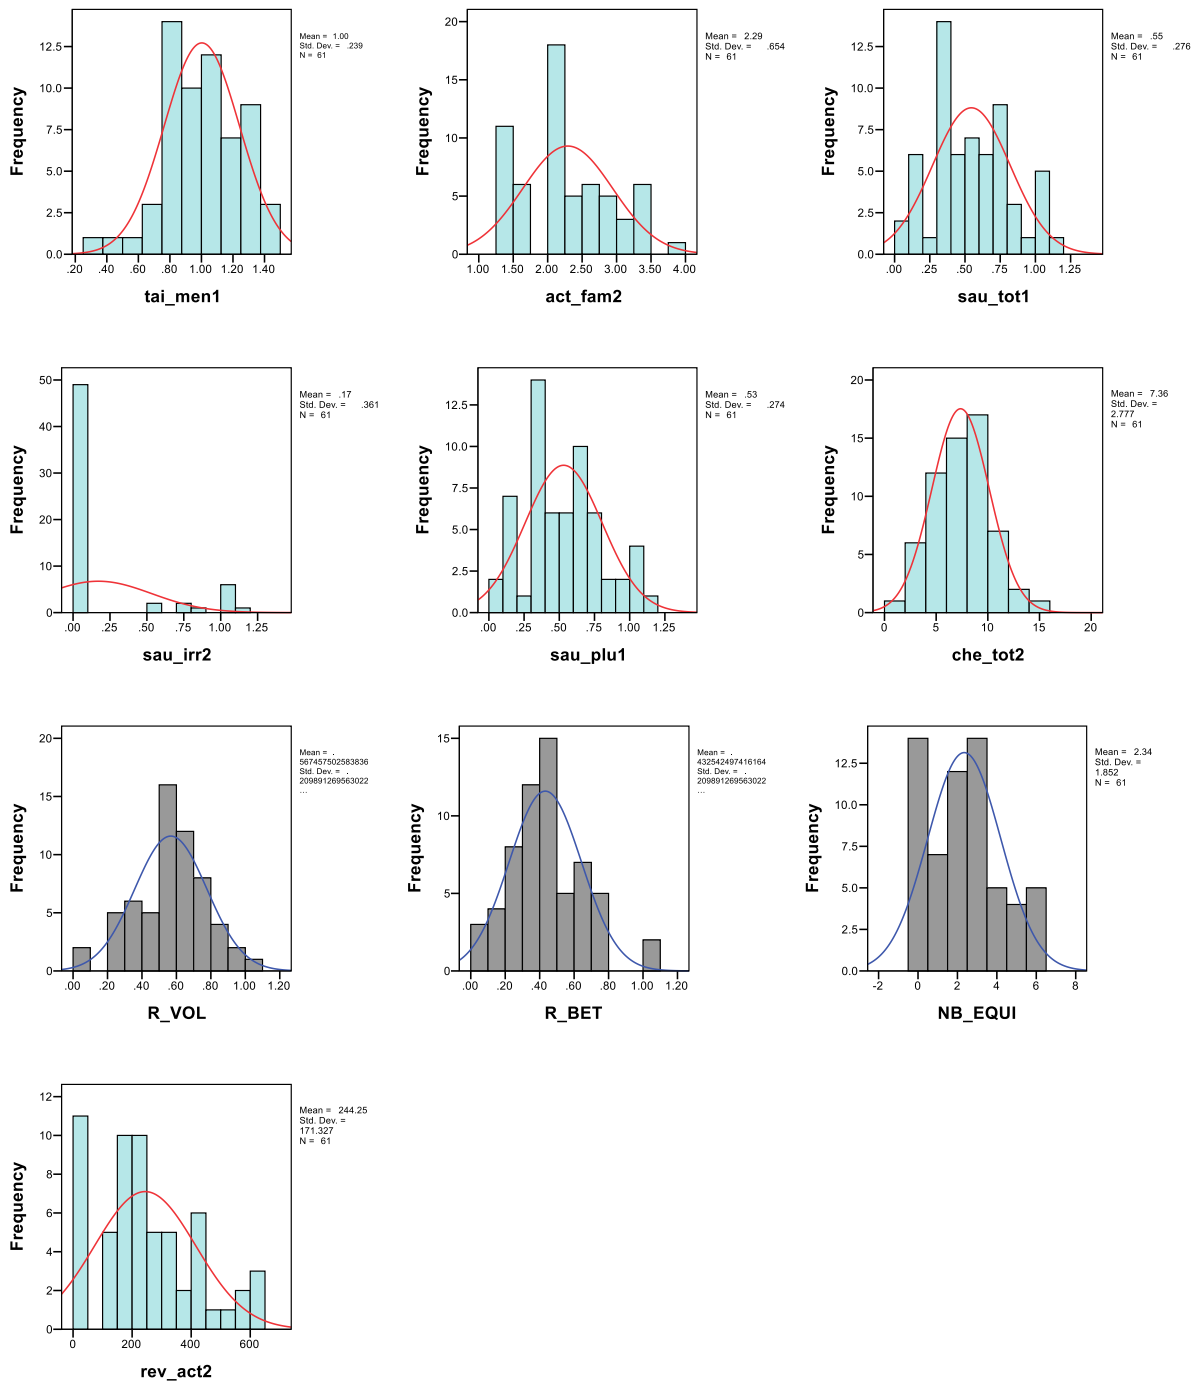 12.5
10.0
7.5
5.0
2.5
0.0
Frequency
.20 .40 .60 .80 1.00 1.20 1.40
tai_men1
Mean = 1.00
Std. Dev. = .239
N = 61
20
15
10
5
0
Frequency
1.00 1.50 2.00 2.50 3.00 3.50 4.00
act_fam2
Mean = 2.29
Std. Dev. = .654
N = 61
12.5
10.0
7.5
5.0
2.5
0.0
Frequency
.00 .25 .50 .75 1.00 1.25
sau_tot1
Mean = .55
Std. Dev. = .276
N = 61
50
40
30
20
10
0
Frequency
.00 .25 .50 .75 1.00 1.25
sau_irr2
Mean = .17
Std. Dev. = .361
N = 61
12.5
10.0
7.5
5.0
2.5
0.0
Frequency
.00 .25 .50 .75 1.00 1.25
sau_plu1
Mean = .53
Std. Dev. = .274
N = 61
20
15
10
5
0
Frequency
0 5 10 15 20
che_tot2
Mean = 7.36
Std. Dev. =
2.777
N = 61
20
15
10
5
0
Frequency
.00 .20 .40 .60 .80 1.00 1.20
R_VOL
Mean = .
567457502583836
Std. Dev. = .
209891269563022
...
15
10
5
0
Frequency
.00 .20 .40 .60 .80 1.00 1.20
R_BET
Mean = .
432542497416164
Std. Dev. = .
209891269563022
...
12.5
10.0
7.5
5.0
2.5
0.0
Frequency
-2 0 2 4 6 8
NB_EQUI
Mean = 2.34
Std. Dev. =
1.852
N = 61
12
10
8
6
4
2
0
Frequency
0 200 400 600
rev_act2
Mean = 244.25
Std. Dev. =
171.327
N = 61